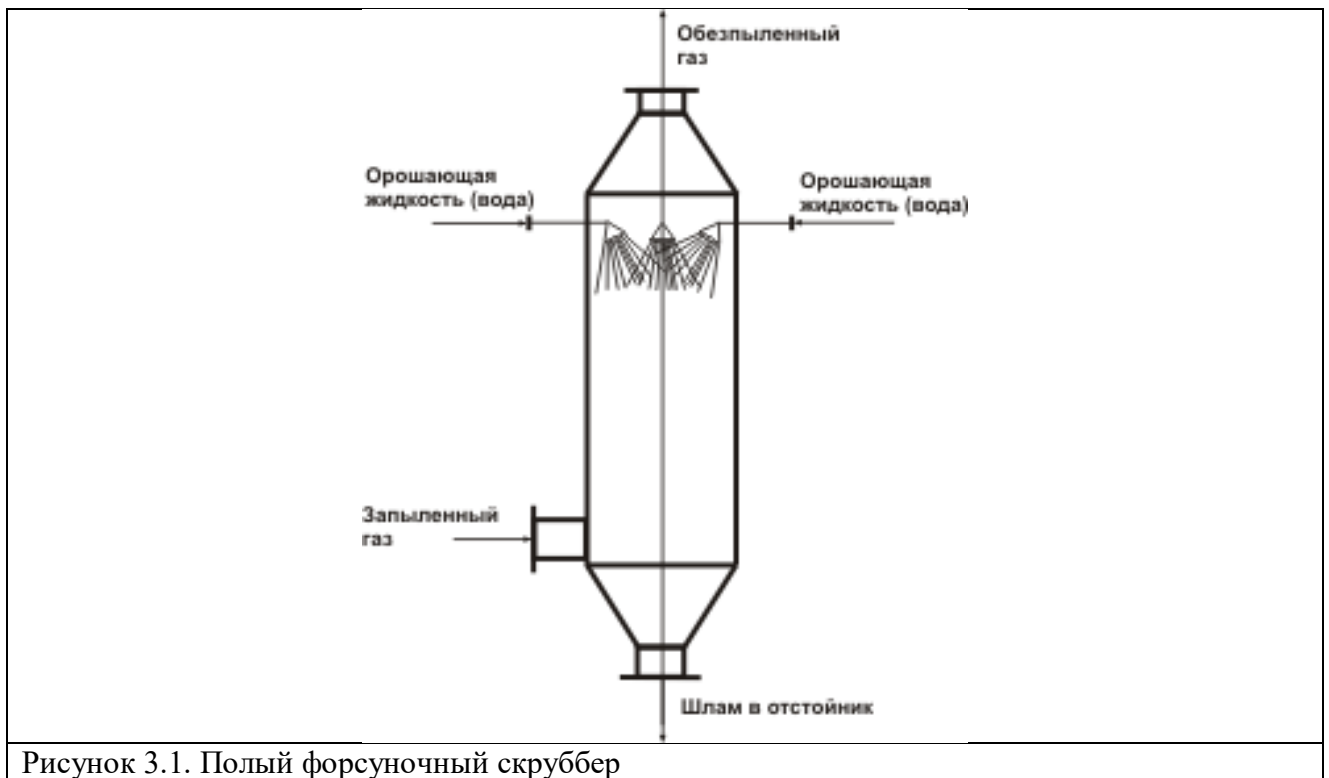 Обезпыленный
газ
Орошающая
жидкость (вода)
Орошающая
жидкость (вода)
Запыленный
газ
Шлам в отстойник
Рисунок 3.1. Полый форсуночный скруббер